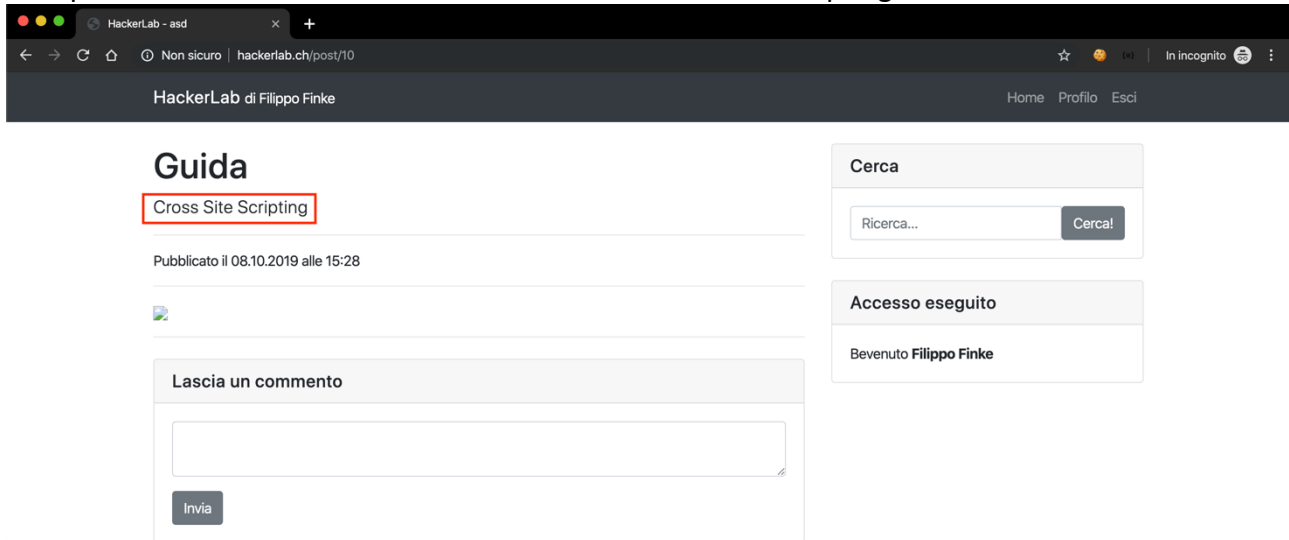 HackerLab - asd
Non sicuro | hackerlab.ch/post/10
In incognito
HackerLab di Filippo Finke
Home Profilo Esci
Guida
Cross Site Scripting
Pubblicato il 08.10.2019 alle 15:28
Lascia un commento
Invia
Cerca
Ricerca...
Cerca!
Accesso eseguito
Bevenuto Filippo Finke